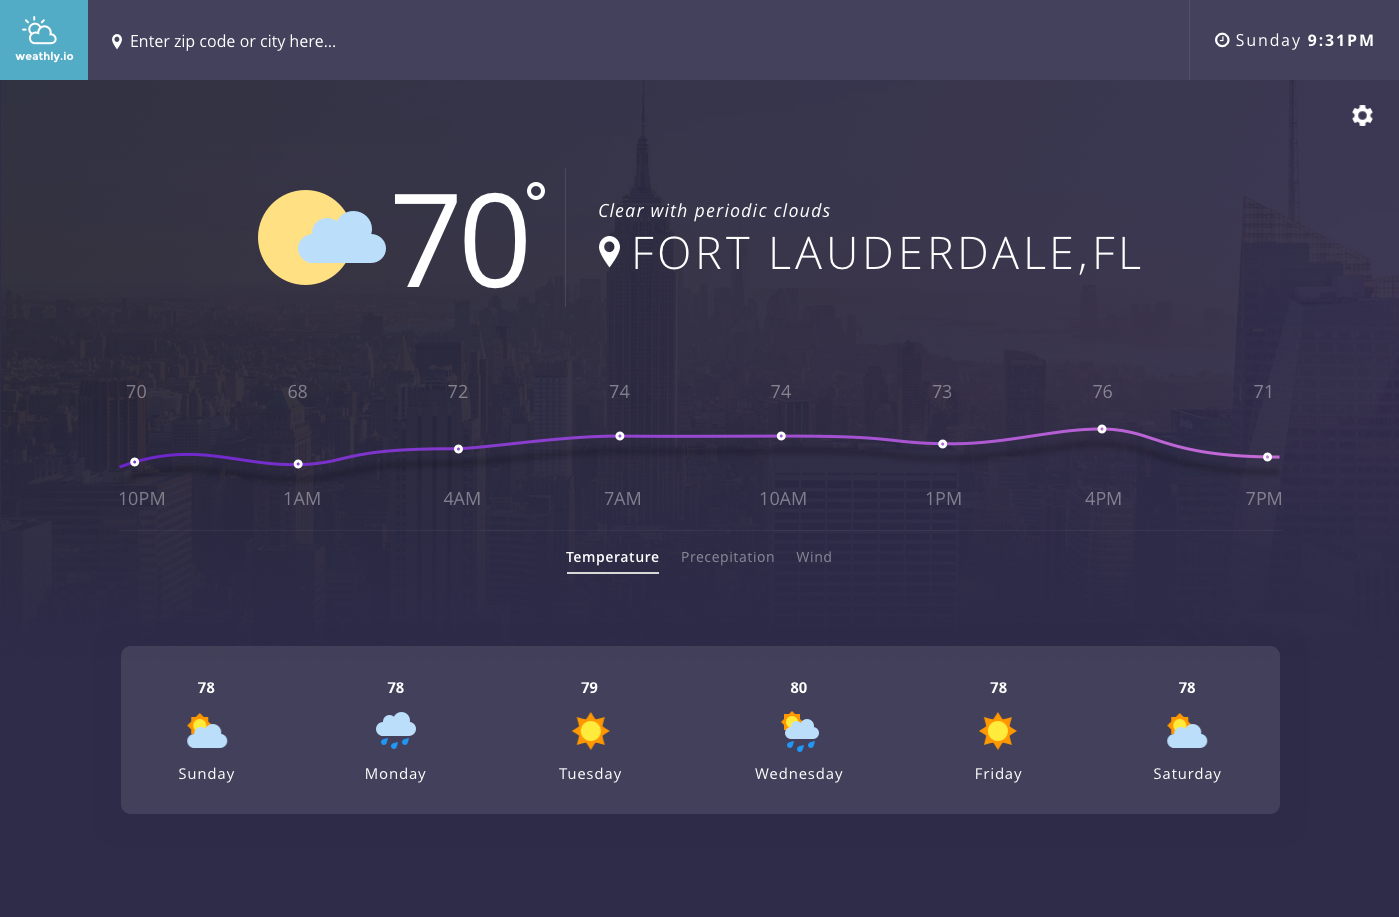 weathly.io
Enter zip code or city here...
Sunday 9:31PM
70°
Clear with periodic clouds
FORT LAUDERDALE,FL
70 68 72 74 74 73 76 71
10PM 1AM 4AM 7AM 10AM 1PM 4PM 7PM
Temperature Precepitation Wind
78 78 79 80 78 78
Sunday Monday Tuesday Wednesday Friday Saturday